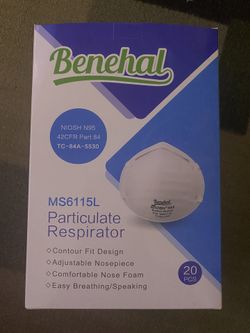 Benehal
NIOSH N95
42CFR Part 84
TC-84A-5530
Benehal
MS6115L
Particulate
Respirator
Contour Fit Design
Adjustable Nosepiece
Comfortable Nose Foam
Easy Breathing/Speaking
20
PCS